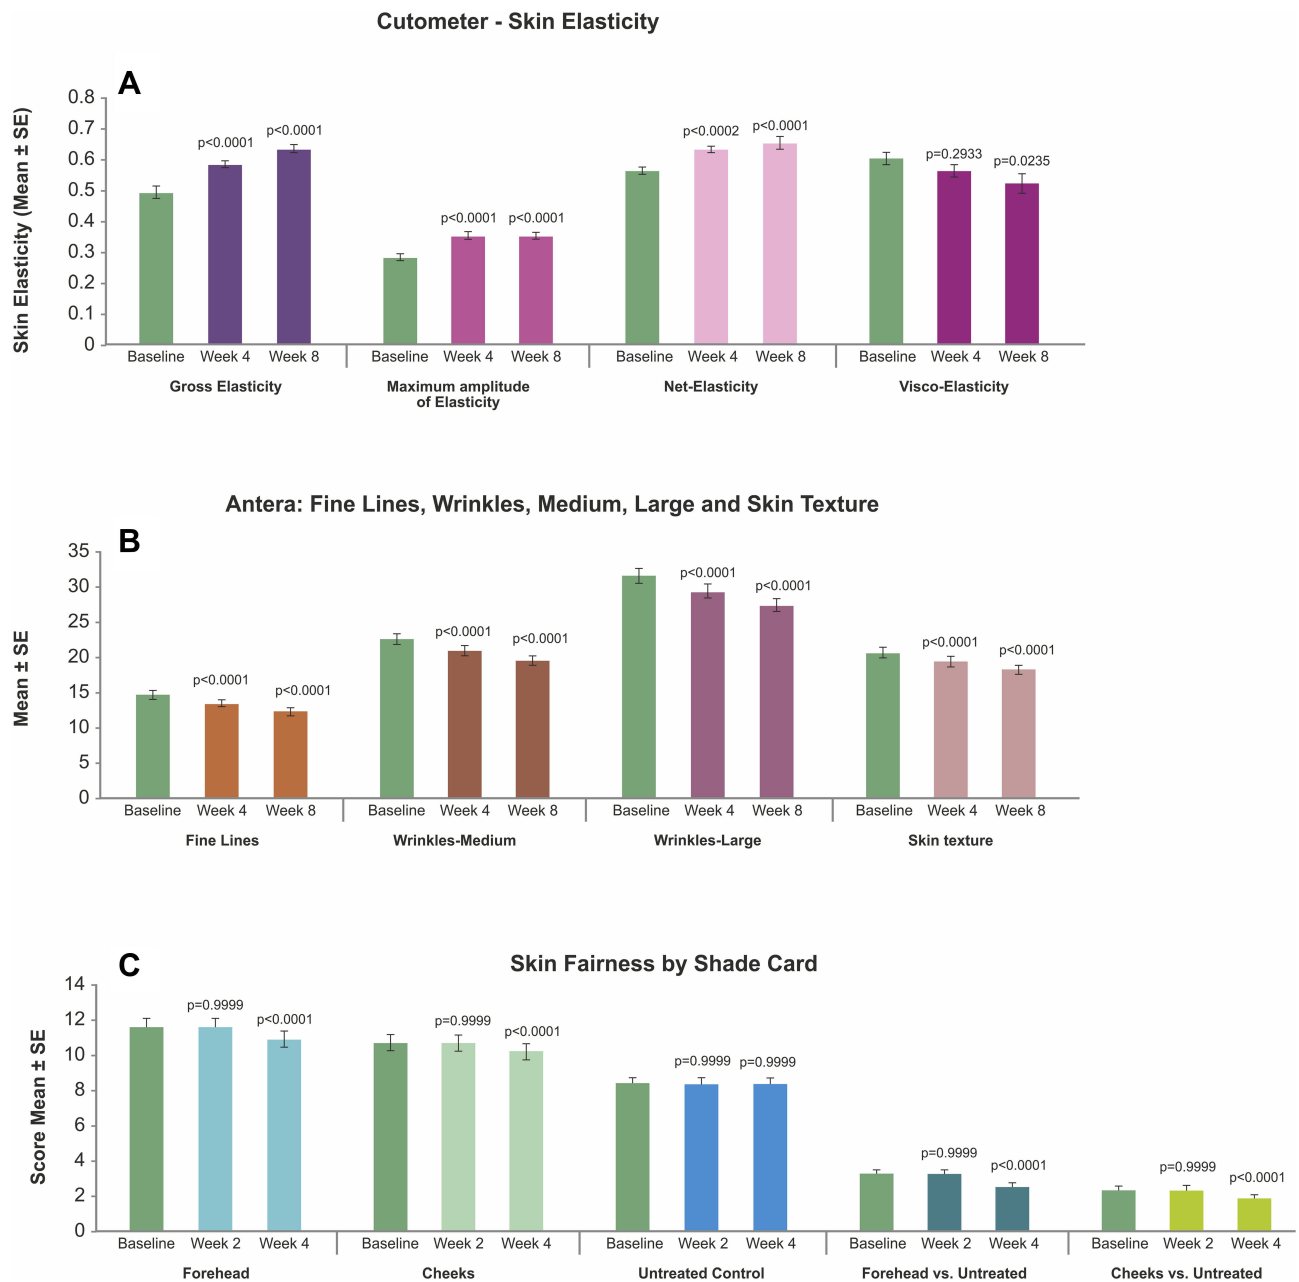 Cutometer - Skin Elasticity
A
Skin Elasticity (Mean ± SE)
0.8
0.7
0.6
0.5
0.4
0.3
0.2
0.1
0
p<0.0001
p<0.0001
p<0.0001
p<0.0001
p<0.0002
p<0.0001
p=0.2933
p=0.0235
Baseline Week 4 Week 8 Baseline Week 4 Week 8 Baseline Week 4 Week 8 Baseline Week 4 Week 8
Gross Elasticity
Maximum amplitude
of Elasticity
Net-Elasticity
Visco-Elasticity
Antera: Fine Lines, Wrinkles, Medium, Large and Skin Texture
B
Mean ± SE
35
30
25
20
15
10
5
0
p<0.0001
p<0.0001
p<0.0001
p<0.0001
p<0.0001
p<0.0001
p<0.0001
p<0.0001
Baseline Week 4 Week 8 Baseline Week 4 Week 8 Baseline Week 4 Week 8 Baseline Week 4 Week 8
Fine Lines
Wrinkles-Medium
Wrinkles-Large
Skin texture
C
Skin Fairness by Shade Card
Score Mean ± SE
14
12
10
8
6
4
2
0
p=0.9999
p<0.0001
p=0.9999
p<0.0001
p=0.9999
p=0.9999
p=0.9999
p<0.0001
p=0.9999
p<0.0001
Baseline Week 2 Week 4 Baseline Week 2 Week 4 Baseline Week 2 Week 4 Baseline Week 2 Week 4 Baseline Week 2 Week 4
Forehead
Cheeks
Untreated Control
Forehead vs. Untreated
Cheeks vs. Untreated